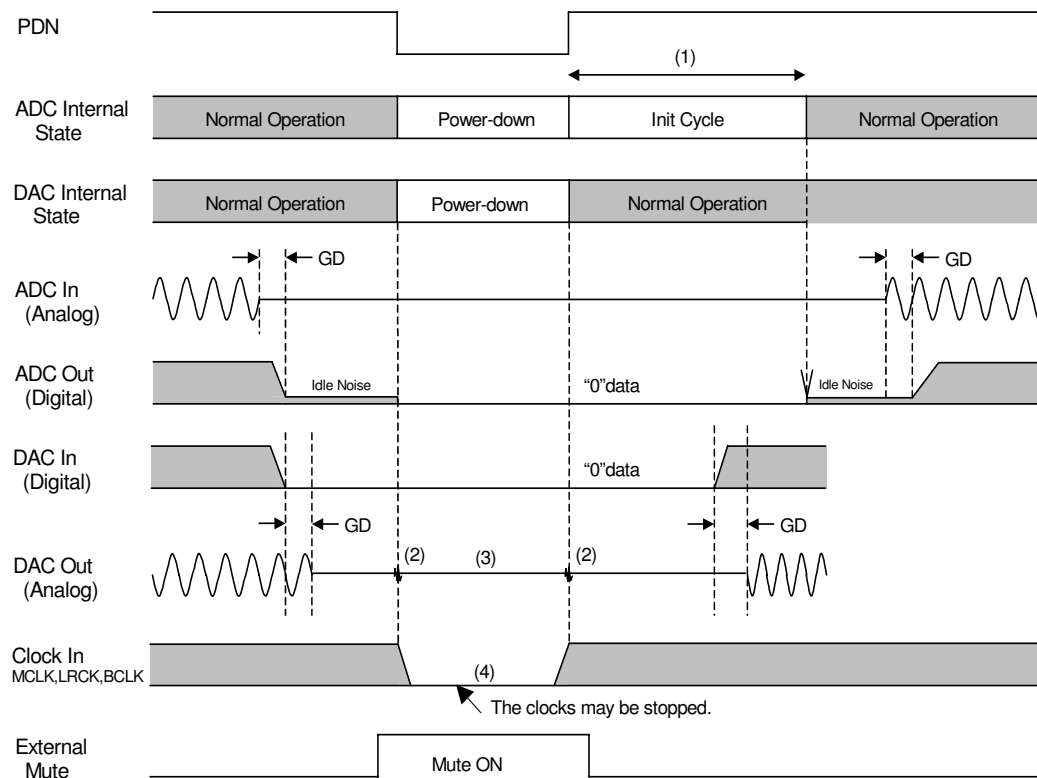 PDN
(1)
ADC Internal
State
Normal Operation
Power-down
Init Cycle
Normal Operation
DAC Internal
State
Normal Operation
Power-down
Normal Operation
GD
GD
ADC In
(Analog)
ADC Out
(Digital)
Idle Noise
“0”data
Idle Noise
DAC In
(Digital)
“0”data
GD
GD
DAC Out
(Analog)
(2)
(3)
(2)
Clock In
MCLK,LRCK,BCLK
(4)
The clocks may be stopped.
External
Mute
Mute ON